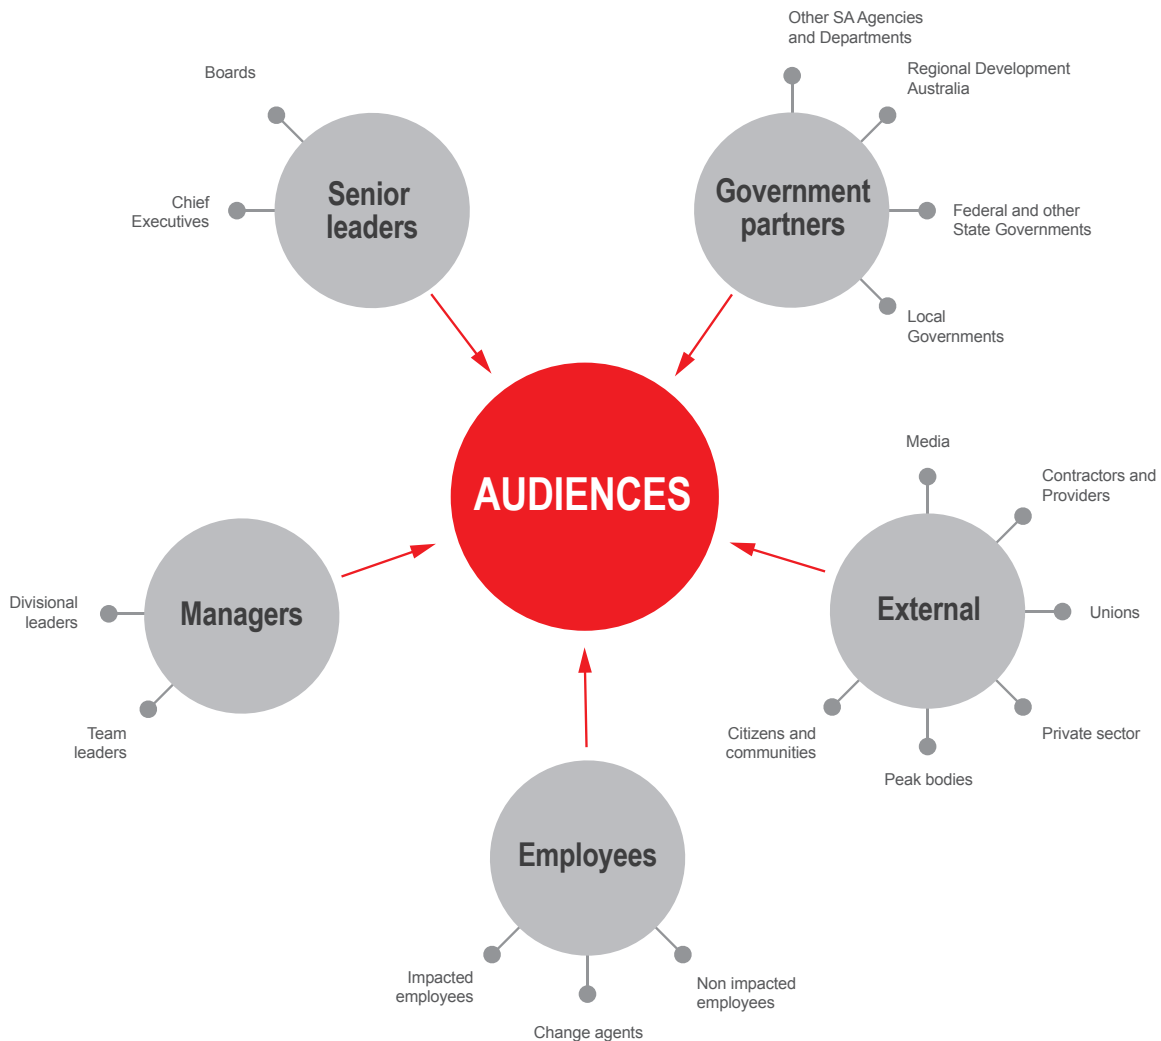 Other SA Agencies
and Departments
Boards
Regional Development
Australia
Senior
leaders
Government
partners
Chief
Executives
Federal and other
State Governments
Local
Governments
AUDIENCES
Media
Contractors and
Providers
Managers
External
Divisional
leaders
Unions
Team
leaders
Citizens and
communities
Private sector
Peak bodies
Employees
Impacted
employees
Non impacted
employees
Change agents